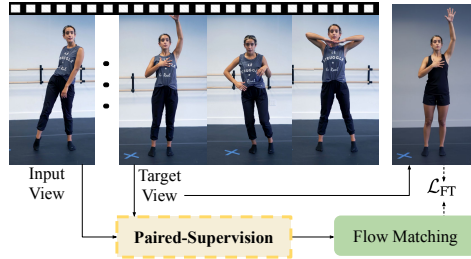 Input
View
Target
View
Paired-Supervision
Flow Matching
ℒFT